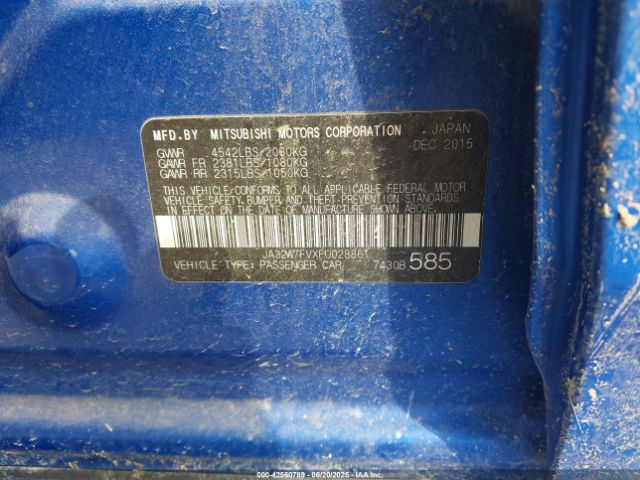 MFD.BY MITSUBISHI MOTORS CORPORATION JAPAN
DEC 2015
GVWR 4542LBS/2060KG
GAWR FR 2381LBS/1080KG
GAWR RR 2315LBS/1050KG
THIS VEHICLE CONFORMS TO ALL APPLICABLE FEDERAL MOTOR
VEHICLE SAFETY, BUMPER, AND THEFT-PREVENTION STANDARDS
IN EFFECT ON THE DATE OF MANUFACTURE SHOWN ABOVE.
JA32W7FVXFU028861
VEHICLE TYPE: PASSENGER CAR 7430B 585
000-42560789 - 06/20/2025 - IAAI.COM